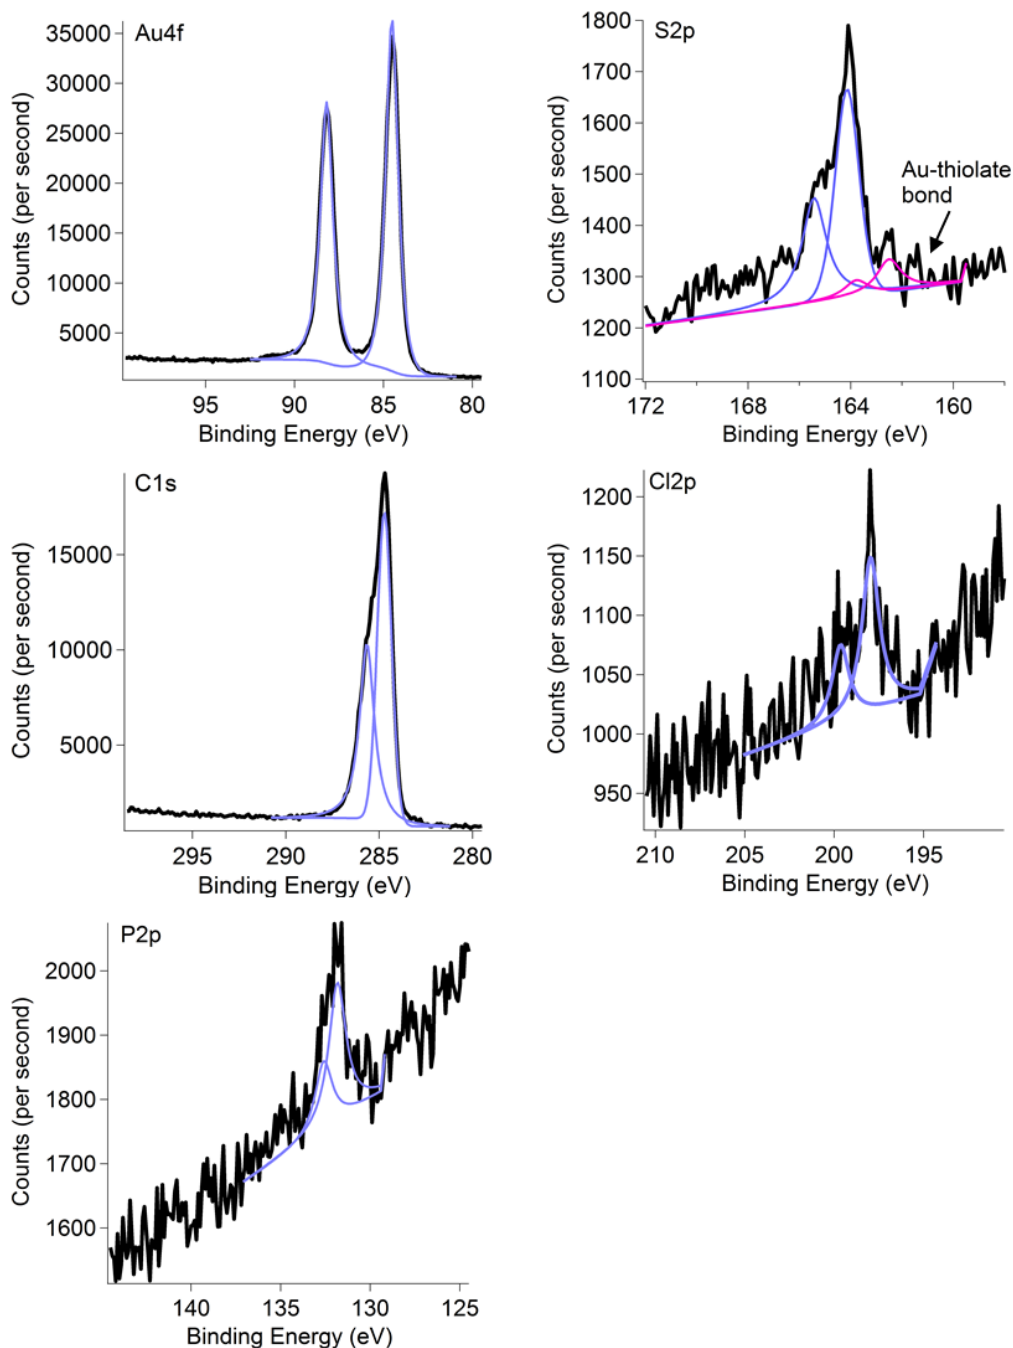 Au4f
35000
30000
25000
20000
15000
10000
5000
Counts (per second)
95 90 85 80
Binding Energy (eV)
S2p
1800
1700
1600
1500
1400
1300
1200
1100
Counts (per second)
Au-thiolate
bond
172 168 164 160
Binding Energy (eV)
C1s
15000
10000
5000
Counts (per second)
295 290 285 280
Binding Energy (eV)
Cl2p
1200
1150
1100
1050
1000
950
Counts (per second)
210 205 200 195
Binding Energy (eV)
P2p
2000
1900
1800
1700
1600
Counts (per second)
140 135 130 125
Binding Energy (eV)